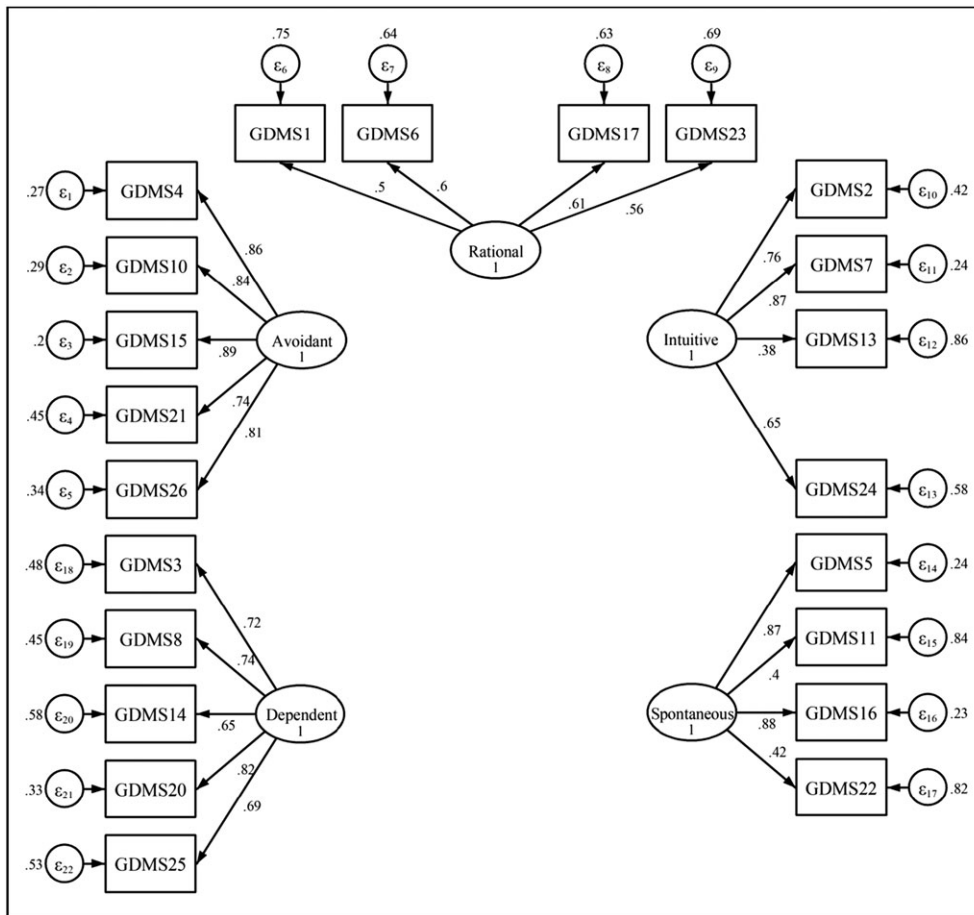 .75 .64 .63 .69
ε6 ε7 ε8 ε9
GDMS1 GDMS6 GDMS17 GDMS23
.5 .6 .61 .56
Rational
1
.27 ε1 GDMS4
.29 ε2 GDMS10
.2 ε3 GDMS15
.45 ε4 GDMS21
.34 ε5 GDMS26
.86
.84
.89
.74
.81
Avoidant
1
GDMS2 ε10 .42
GDMS7 ε11 .24
GDMS13 ε12 .86
GDMS24 ε13 .58
.76
.87
.38
.65
Intuitive
1
.48 ε18 GDMS3
.45 ε19 GDMS8
.58 ε20 GDMS14
.33 ε21 GDMS20
.53 ε22 GDMS25
.72
.74
.65
.82
.69
Dependent
1
GDMS5 ε14 .24
GDMS11 ε15 .84
GDMS16 ε16 .23
GDMS22 ε17 .82
.87
.4
.88
.42
Spontaneous
1